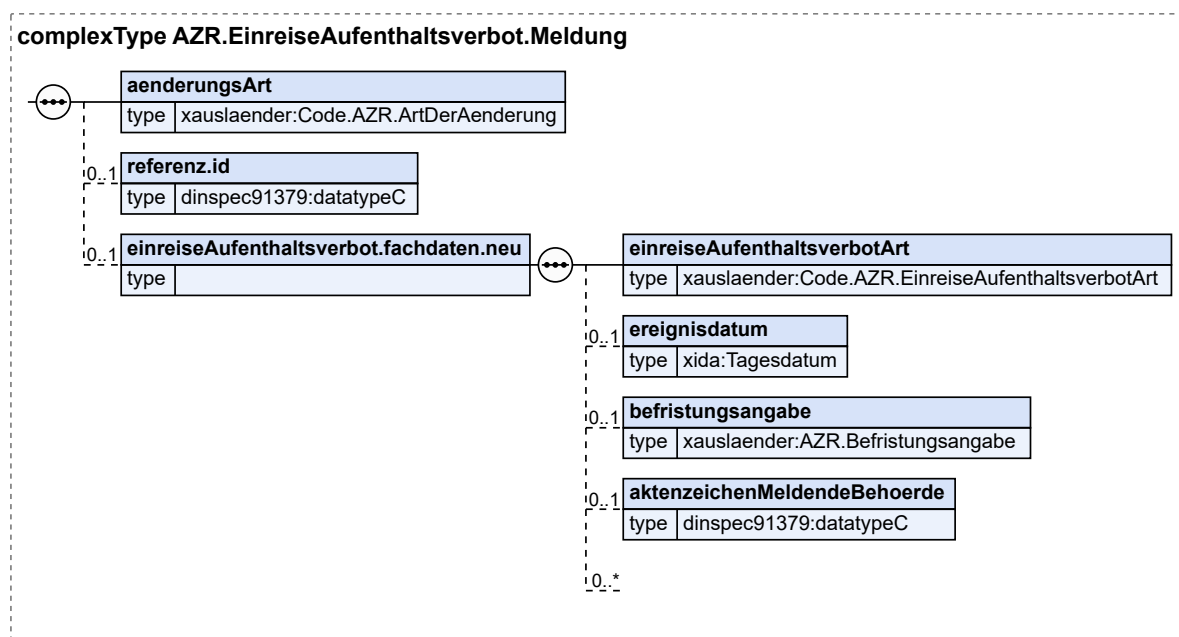 complexType AZR.EinreiseAufenthaltsverbot.Meldung
aenderungsArt
type xauslaender:Code.AZR.ArtDerAenderung
0..1 referenz.id
type dinspec91379:datatypeC
0..1 einreiseAufenthaltsverbot.fachdaten.neu
type
einreiseAufenthaltsverbotArt
type xauslaender:Code.AZR.EinreiseAufenthaltsverbotArt
0..1 ereignisdatum
type xida:Tagesdatum
0..1 befristungsangabe
type xauslaender:AZR.Befristungsangabe
0..1 aktenzeichenMeldendeBehoerde
type dinspec91379:datatypeC
0..*